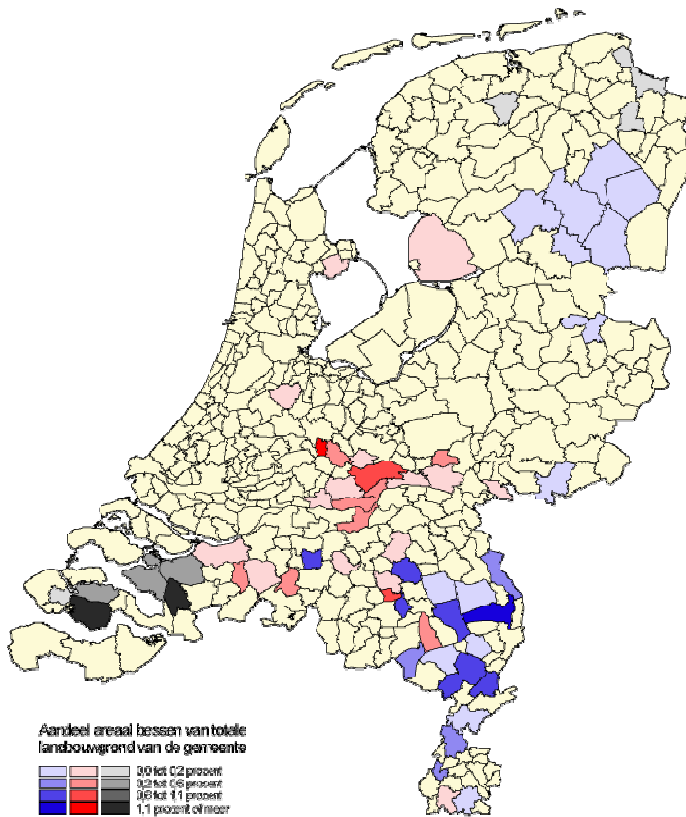 Aandeel areaal bessen van totale
landbouwgrond van de gemeente
0,0 tot 0,2 procent
0,2 tot 0,6 procent
0,6 tot 1,1 procent
1,1 procent of meer